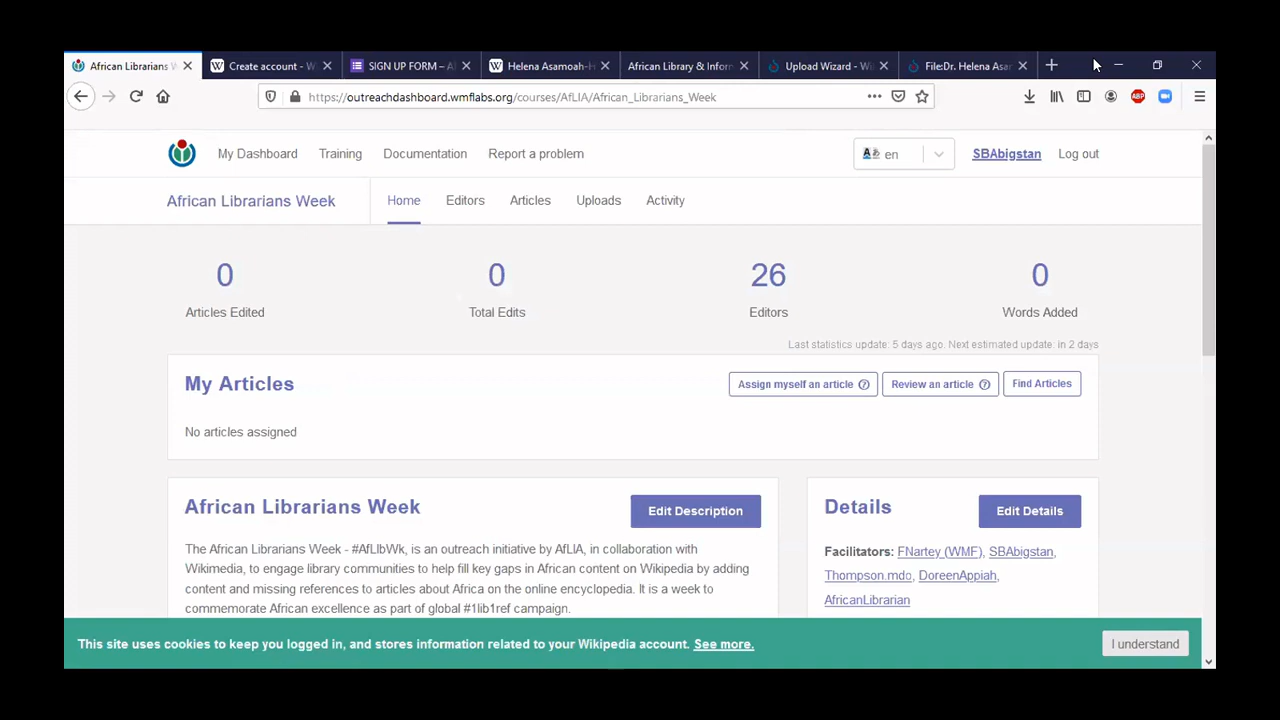 African Librarians W
Create account - W
SIGN UP FORM – A
Helena Asamoah-H
African Library & Inform
Upload Wizard - Wi
File:Dr. Helena Asam
https://outreachdashboard.wmflabs.org/courses/AfLIA/African_Librarians_Week
ABP
My Dashboard Training Documentation Report a problem en SBAbigstan Log out
African Librarians Week Home Editors Articles Uploads Activity
0 0 26 0
Articles Edited Total Edits Editors Words Added
Last statistics update: 5 days ago. Next estimated update: in 2 days
My Articles Assign myself an article ? Review an article ? Find Articles
No articles assigned
African Librarians Week Edit Description
The African Librarians Week - #AfLIbWk, is an outreach initiative by AfLIA, in collaboration with
Wikimedia, to engage library communities to help fill key gaps in African content on Wikipedia by adding
content and missing references to articles about Africa on the online encyclopedia. It is a week to
commemorate African excellence as part of global #1lib1ref campaign.
Details Edit Details
Facilitators: FNartey (WMF), SBAbigstan,
Thompson.mdo, DoreenAppiah,
AfricanLibrarian
This site uses cookies to keep you logged in, and stores information related to your Wikipedia account. See more. I understand